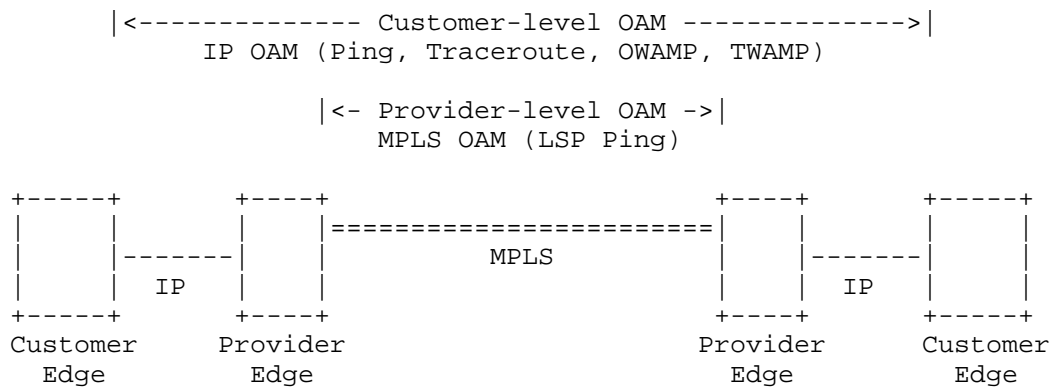 |<-------------- Customer-level OAM -------------->|
IP OAM (Ping, Traceroute, OWAMP, TWAMP)
|<- Provider-level OAM ->|
MPLS OAM (LSP Ping)
+-----+       +----+                        +----+       +-----+
|     |       |    |========================|    |       |     |
|     |-------|    |          MPLS          |    |-------|     |
|     |  IP   |    |                        |    |  IP   |     |
+-----+       +----+                        +----+       +-----+
Customer     Provider                      Provider     Customer
Edge         Edge                          Edge         Edge